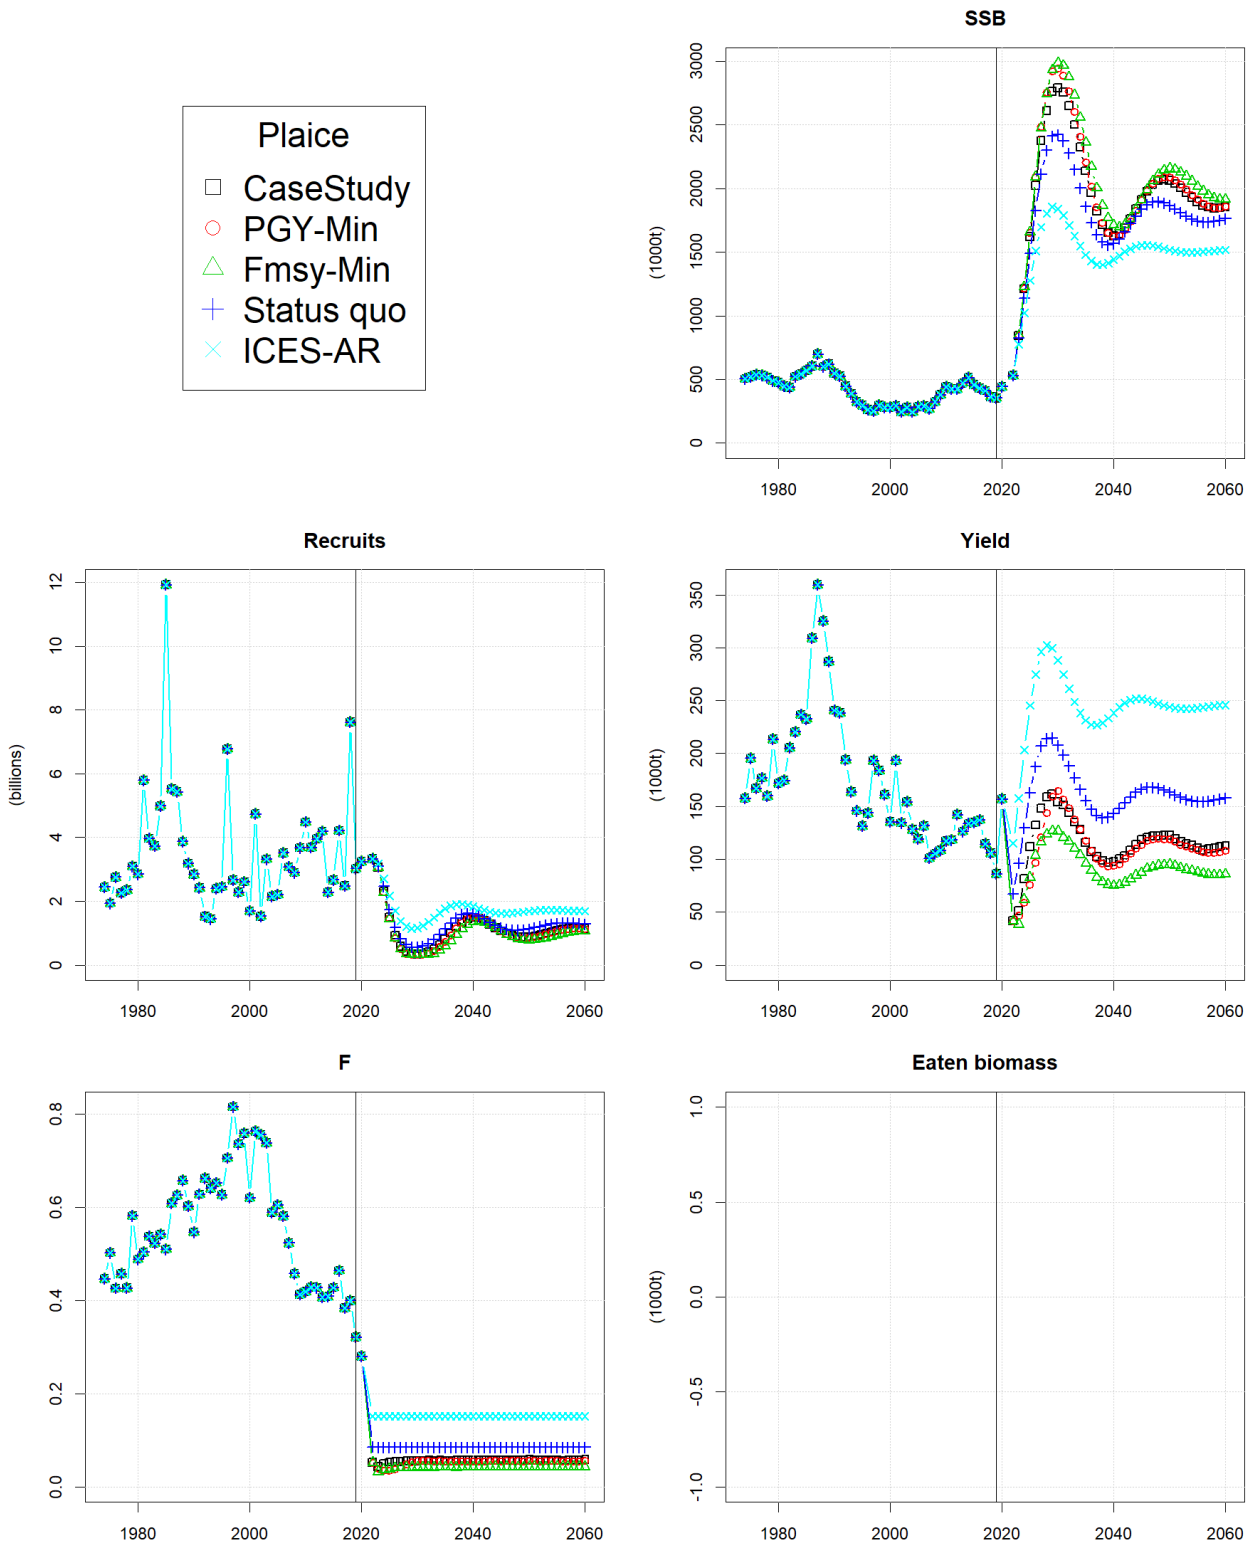 Plaice
CaseStudy
PGY-Min
Fmsy-Min
Status quo
ICES-AR
SSB
(1000t)
3000
2500
2000
1500
1000
500
0
1980 2000 2020 2040 2060
Recruits
(billions)
12
10
8
6
4
2
0
1980 2000 2020 2040 2060
Yield
(1000t)
350
300
250
200
150
100
50
0
1980 2000 2020 2040 2060
F
0.8
0.6
0.4
0.2
0.0
1980 2000 2020 2040 2060
Eaten biomass
(1000t)
1.0
0.5
0.0
-0.5
-1.0
1980 2000 2020 2040 2060